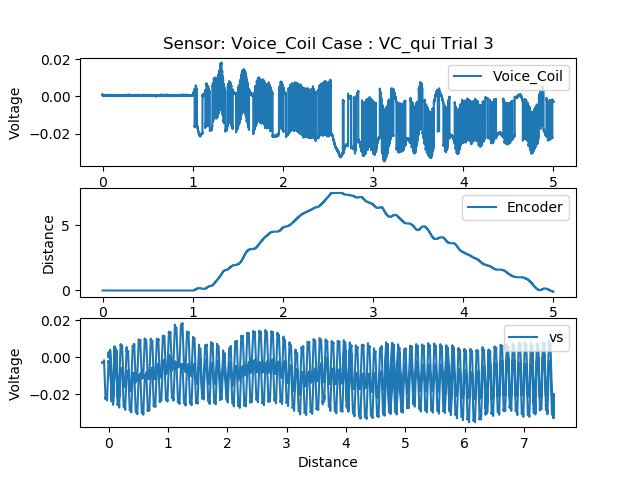 Sensor: Voice_Coil Case : VC_qui Trial 3
0.02
0.00
−0.02
Voltage
Voice_Coil
0 1 2 3 4 5
5
0
Distance
Encoder
0 1 2 3 4 5
0.02
0.00
−0.02
Voltage
vs
0 1 2 3 4 5 6 7
Distance